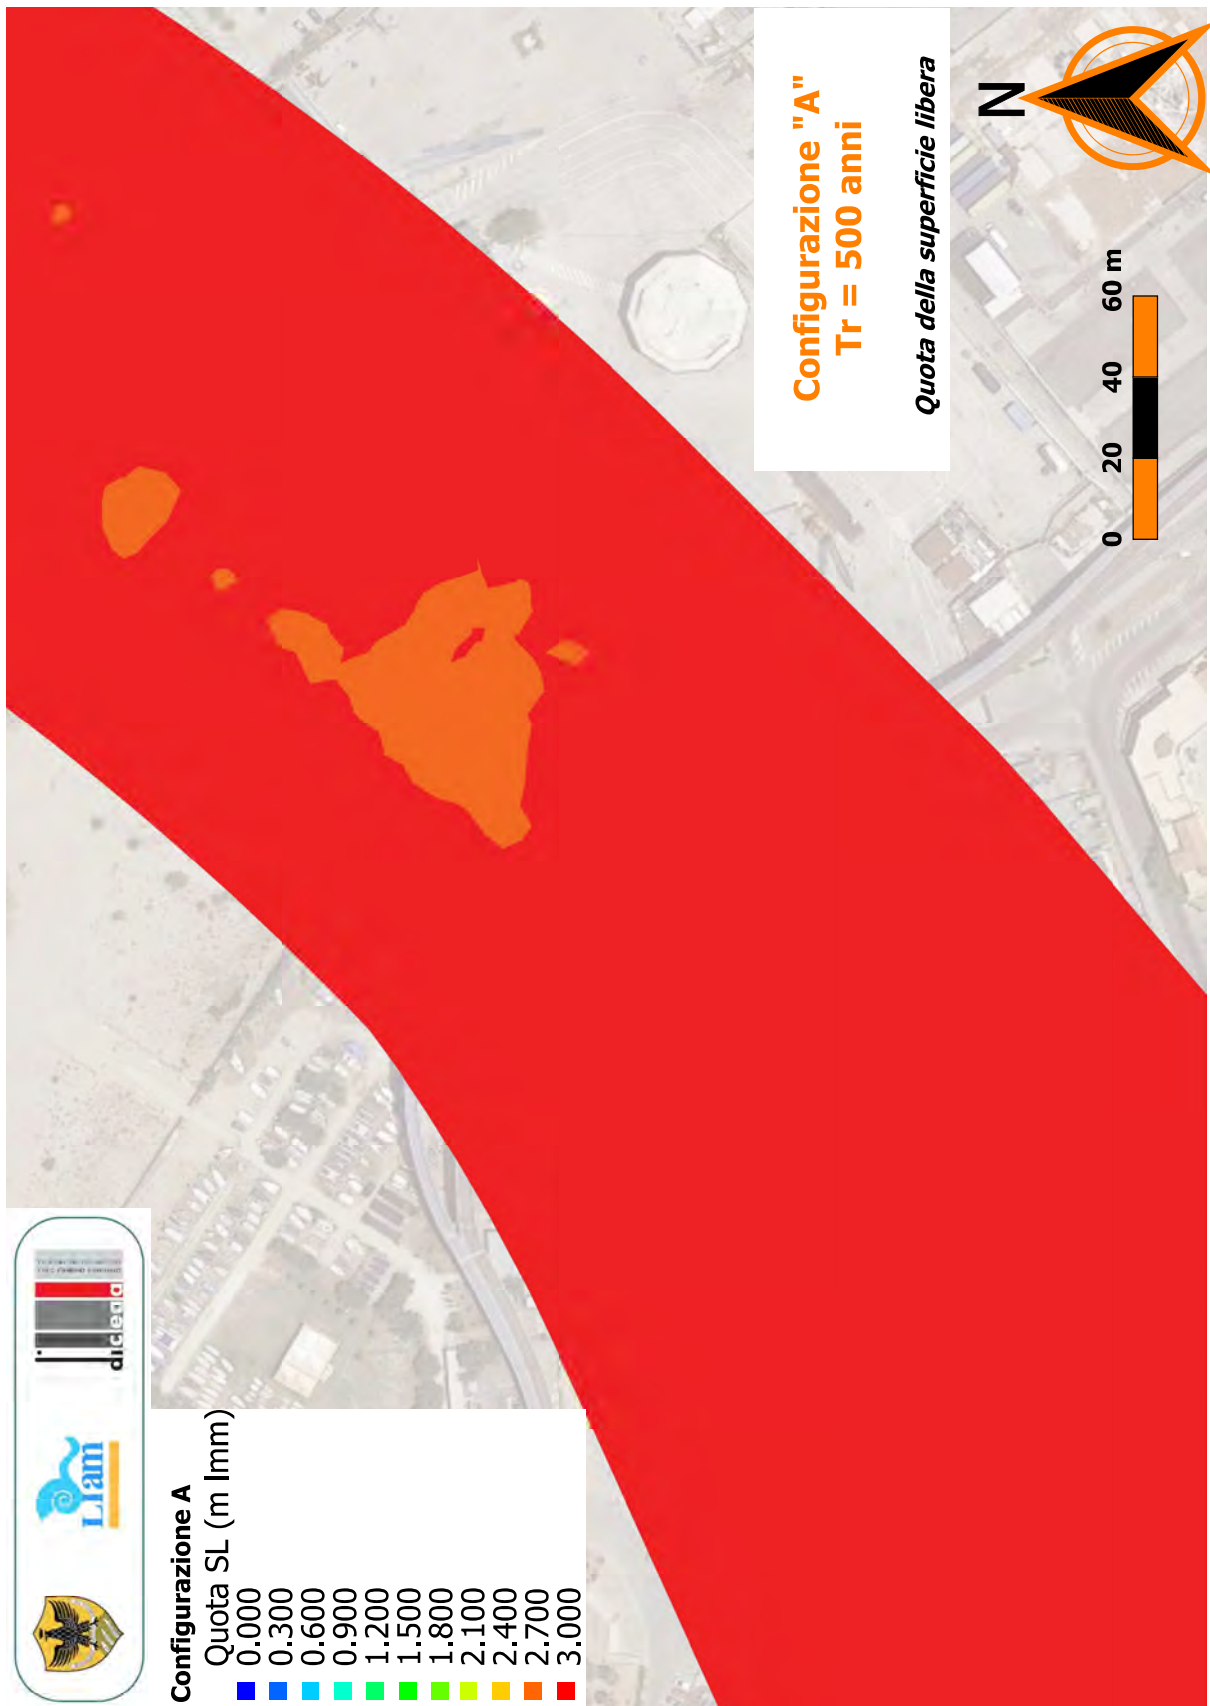 LIam
diceaa
Configurazione A
Quota SL (m lmm)
0.000
0.300
0.600
0.900
1.200
1.500
1.800
2.100
2.400
2.700
3.000
Configurazione "A"
Tr = 500 anni
Quota della superficie libera
0 20 40 60 m
N